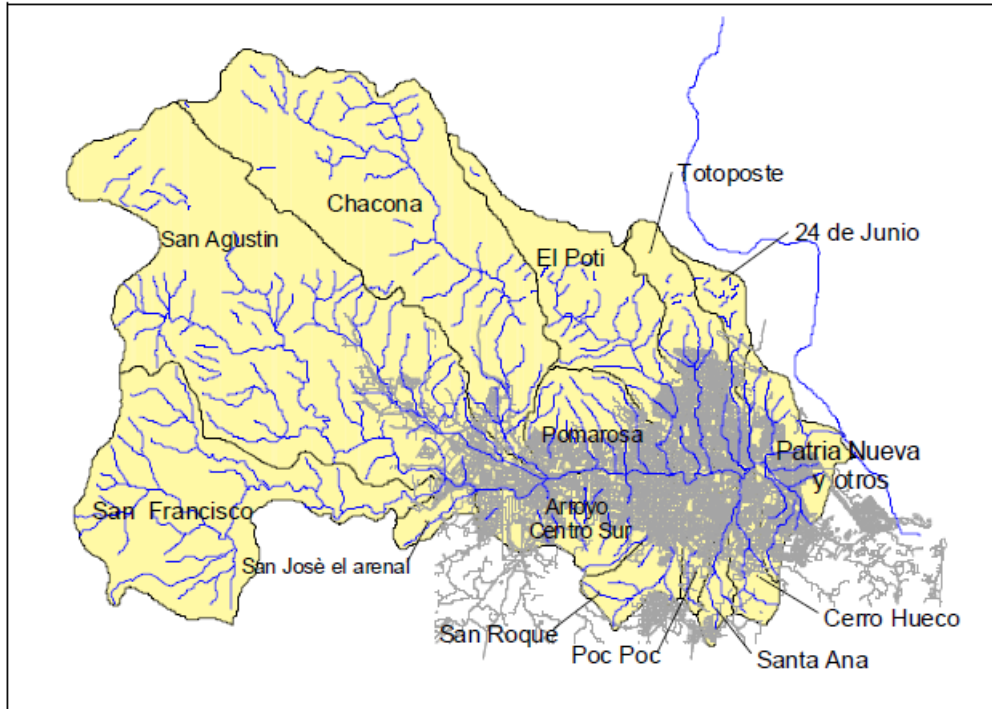 Totoposte
Chacona
24 de Junio
San Agustin
El Poti
Pomarosa
Patria Nueva
y otros
San Francisco
Arroyo
Centro Sur
San Josè el arenal
Cerro Hueco
San Roque
Poc Poc
Santa Ana